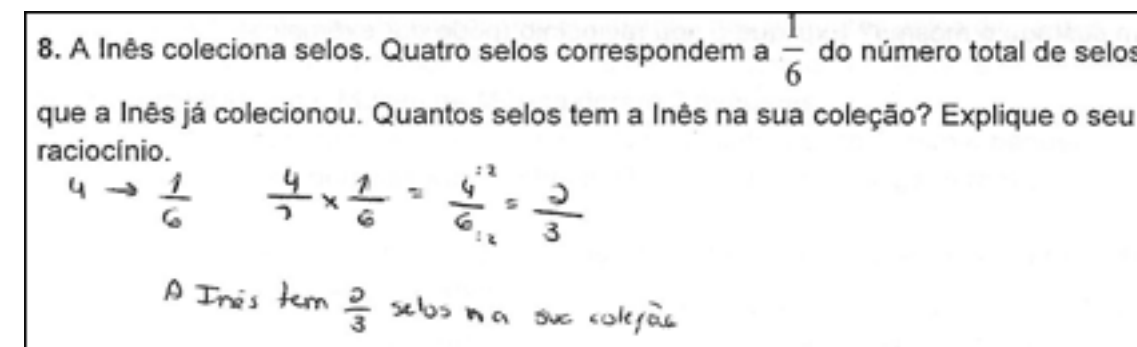 8. A Inês coleciona selos. Quatro selos correspondem a 1/6 do número total de selos
que a Inês já colecionou. Quantos selos tem a Inês na sua coleção? Explique o seu
raciocínio.
4 → 1/6 4/1 × 1/6 = 4:2/6:2 = 2/3
A Inês tem 2/3 selos na sua coleção